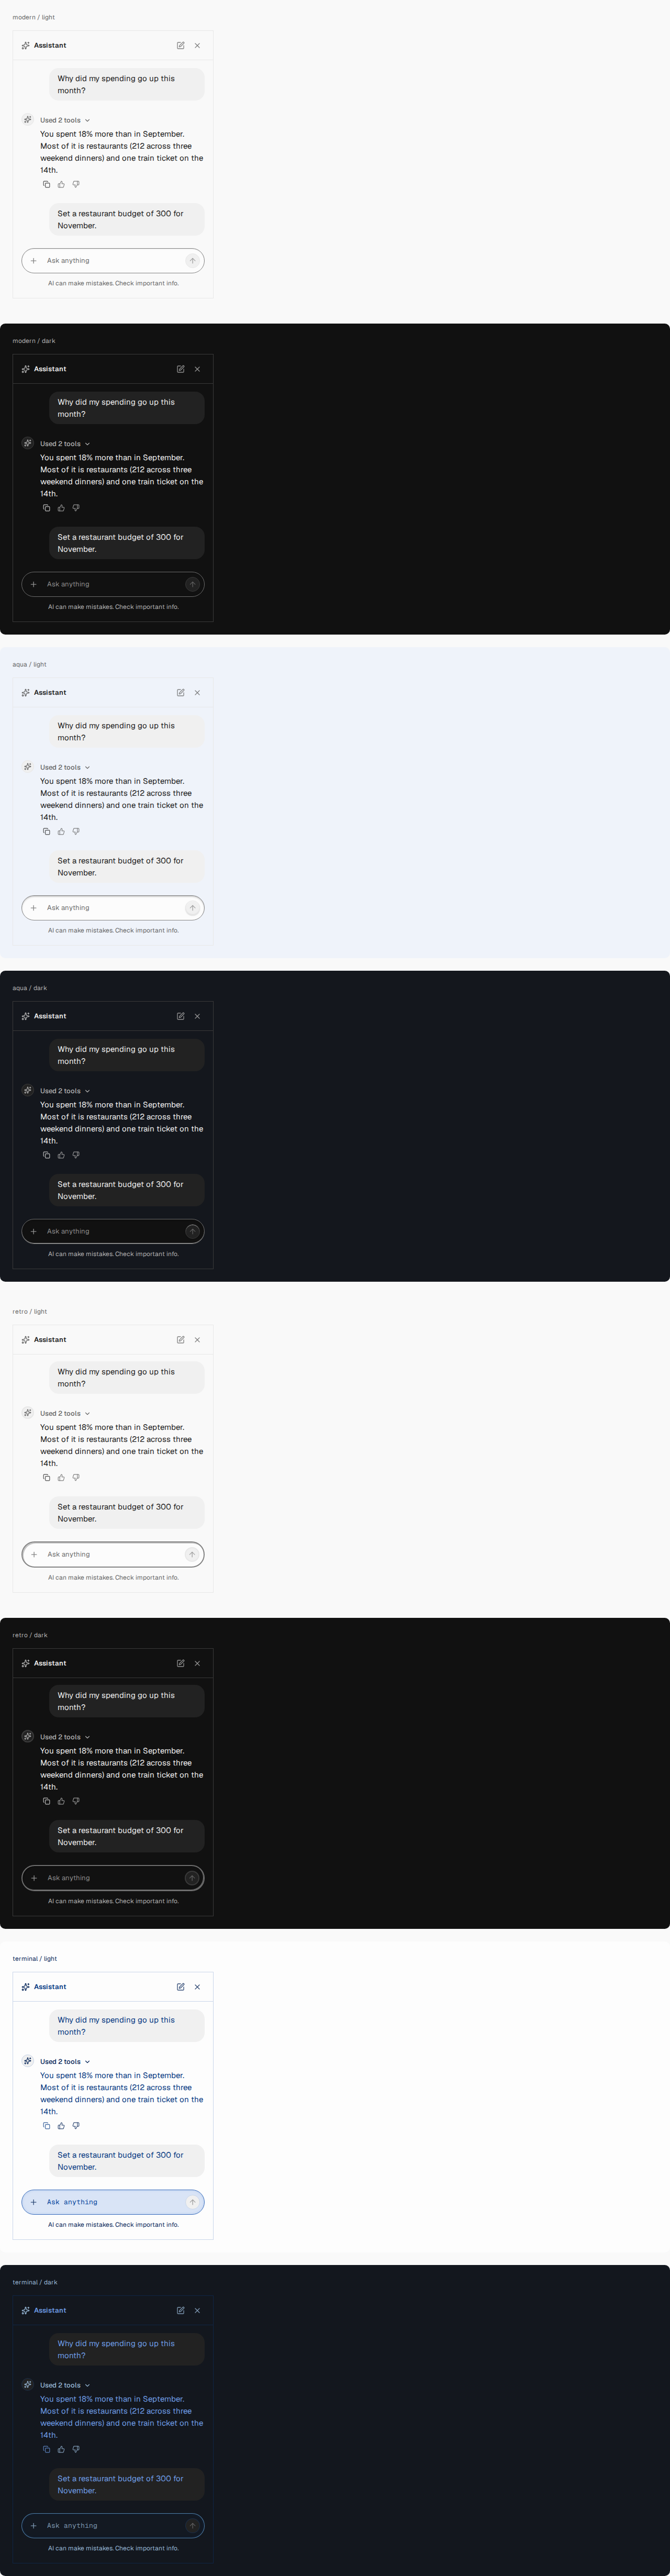 modern / light
Assistant
Why did my spending go up this
month?
Used 2 tools
You spent 18% more than in September.
Most of it is restaurants (212 across three
weekend dinners) and one train ticket on the
14th.
Set a restaurant budget of 300 for
November.
Ask anything
AI can make mistakes. Check important info.
modern / dark
Assistant
Why did my spending go up this
month?
Used 2 tools
You spent 18% more than in September.
Most of it is restaurants (212 across three
weekend dinners) and one train ticket on the
14th.
Set a restaurant budget of 300 for
November.
Ask anything
AI can make mistakes. Check important info.
aqua / light
Assistant
Why did my spending go up this
month?
Used 2 tools
You spent 18% more than in September.
Most of it is restaurants (212 across three
weekend dinners) and one train ticket on the
14th.
Set a restaurant budget of 300 for
November.
Ask anything
AI can make mistakes. Check important info.
aqua / dark
Assistant
Why did my spending go up this
month?
Used 2 tools
You spent 18% more than in September.
Most of it is restaurants (212 across three
weekend dinners) and one train ticket on the
14th.
Set a restaurant budget of 300 for
November.
Ask anything
AI can make mistakes. Check important info.
retro / light
Assistant
Why did my spending go up this
month?
Used 2 tools
You spent 18% more than in September.
Most of it is restaurants (212 across three
weekend dinners) and one train ticket on the
14th.
Set a restaurant budget of 300 for
November.
Ask anything
AI can make mistakes. Check important info.
retro / dark
Assistant
Why did my spending go up this
month?
Used 2 tools
You spent 18% more than in September.
Most of it is restaurants (212 across three
weekend dinners) and one train ticket on the
14th.
Set a restaurant budget of 300 for
November.
Ask anything
AI can make mistakes. Check important info.
terminal / light
Assistant
Why did my spending go up this
month?
Used 2 tools
You spent 18% more than in September.
Most of it is restaurants (212 across three
weekend dinners) and one train ticket on the
14th.
Set a restaurant budget of 300 for
November.
Ask anything
AI can make mistakes. Check important info.
terminal / dark
Assistant
Why did my spending go up this
month?
Used 2 tools
You spent 18% more than in September.
Most of it is restaurants (212 across three
weekend dinners) and one train ticket on the
14th.
Set a restaurant budget of 300 for
November.
Ask anything
AI can make mistakes. Check important info.